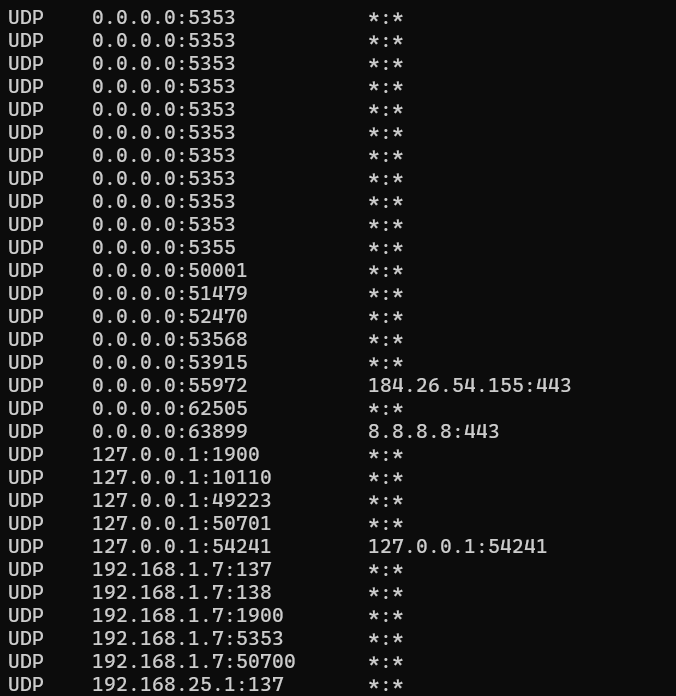 UDP    0.0.0.0:5353           *:*
UDP    0.0.0.0:5353           *:*
UDP    0.0.0.0:5353           *:*
UDP    0.0.0.0:5353           *:*
UDP    0.0.0.0:5353           *:*
UDP    0.0.0.0:5353           *:*
UDP    0.0.0.0:5353           *:*
UDP    0.0.0.0:5353           *:*
UDP    0.0.0.0:5353           *:*
UDP    0.0.0.0:5353           *:*
UDP    0.0.0.0:5355           *:*
UDP    0.0.0.0:50001          *:*
UDP    0.0.0.0:51479          *:*
UDP    0.0.0.0:52470          *:*
UDP    0.0.0.0:53568          *:*
UDP    0.0.0.0:53915          *:*
UDP    0.0.0.0:55972          184.26.54.155:443
UDP    0.0.0.0:62505          *:*
UDP    0.0.0.0:63899          8.8.8.8:443
UDP    127.0.0.1:1900         *:*
UDP    127.0.0.1:10110        *:*
UDP    127.0.0.1:49223        *:*
UDP    127.0.0.1:50701        *:*
UDP    127.0.0.1:54241        127.0.0.1:54241
UDP    192.168.1.7:137        *:*
UDP    192.168.1.7:138        *:*
UDP    192.168.1.7:1900       *:*
UDP    192.168.1.7:5353       *:*
UDP    192.168.1.7:50700      *:*
UDP    192.168.25.1:137       *:*